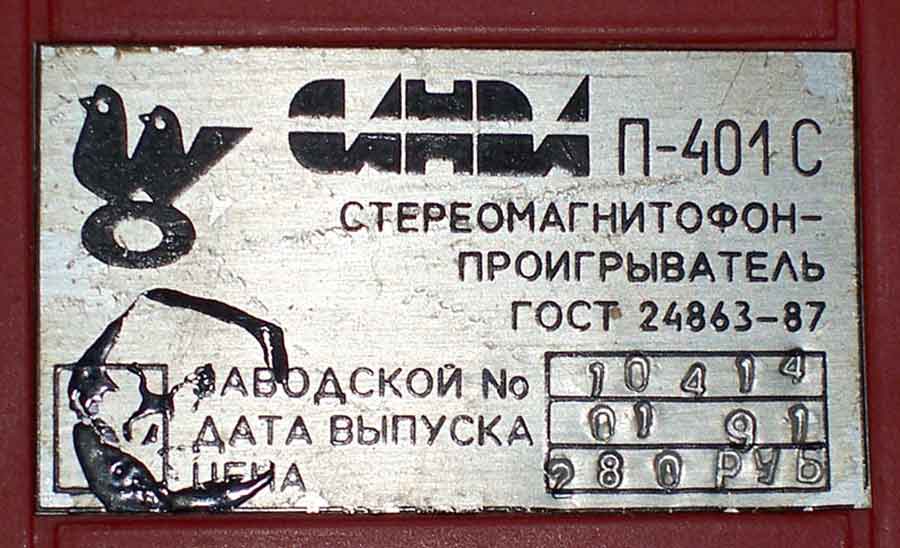 САНДА П-401 С
СТЕРЕОМАГНИТОФОН-
ПРОИГРЫВАТЕЛЬ
ГОСТ 24863-87
ЗАВОДСКОЙ No 10414
ДАТА ВЫПУСКА 01 91
ЦЕНА 280 РУБ